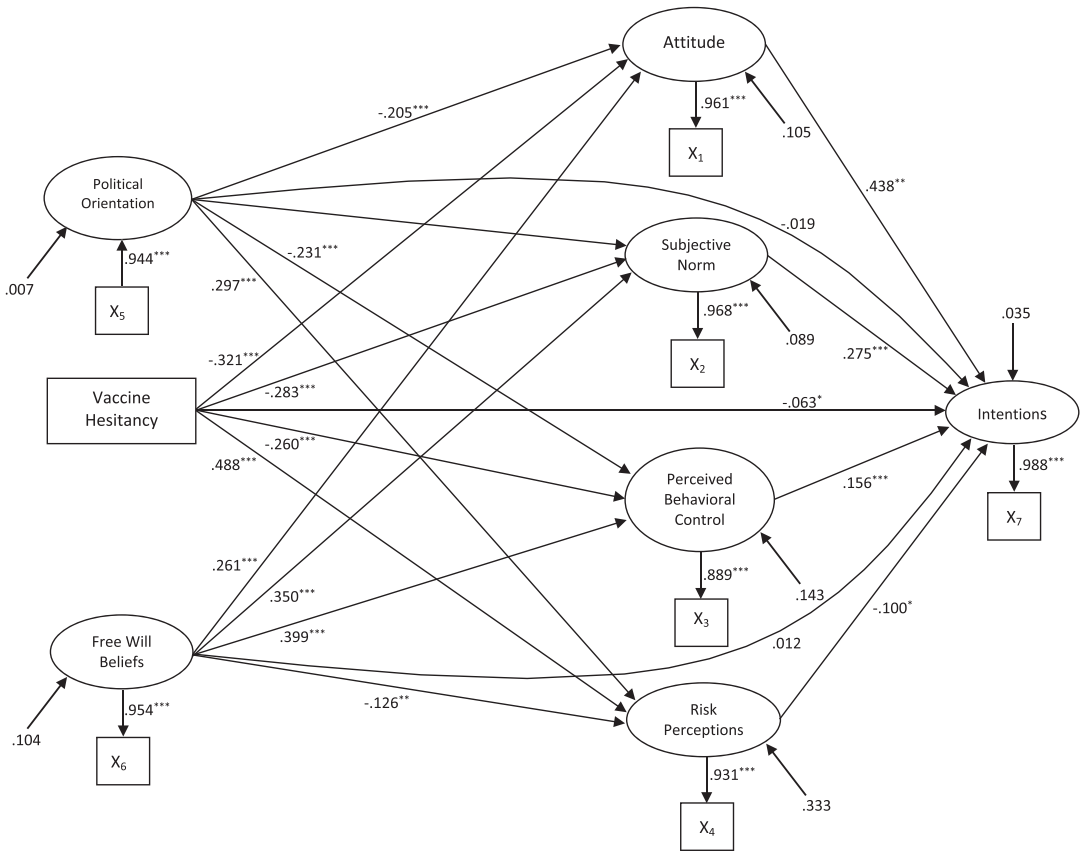 Attitude
-.205***
.961***
.105
X1
Political
Orientation
.438**
-.019
Subjective
Norm
-.231***
.944***
.297***
.007
X5
.968***
.089
.035
-.321***
.275***
X2
-.283***
Vaccine
Hesitancy
-.063*
Intentions
-.260***
.488***
.988***
Perceived
Behavioral
Control
.156***
X7
.261***
.889***
.350***
.143
-.100*
X3
.399***
.012
Free Will
Beliefs
-.126**
.954***
Risk
Perceptions
.104
X6
.931***
.333
X4